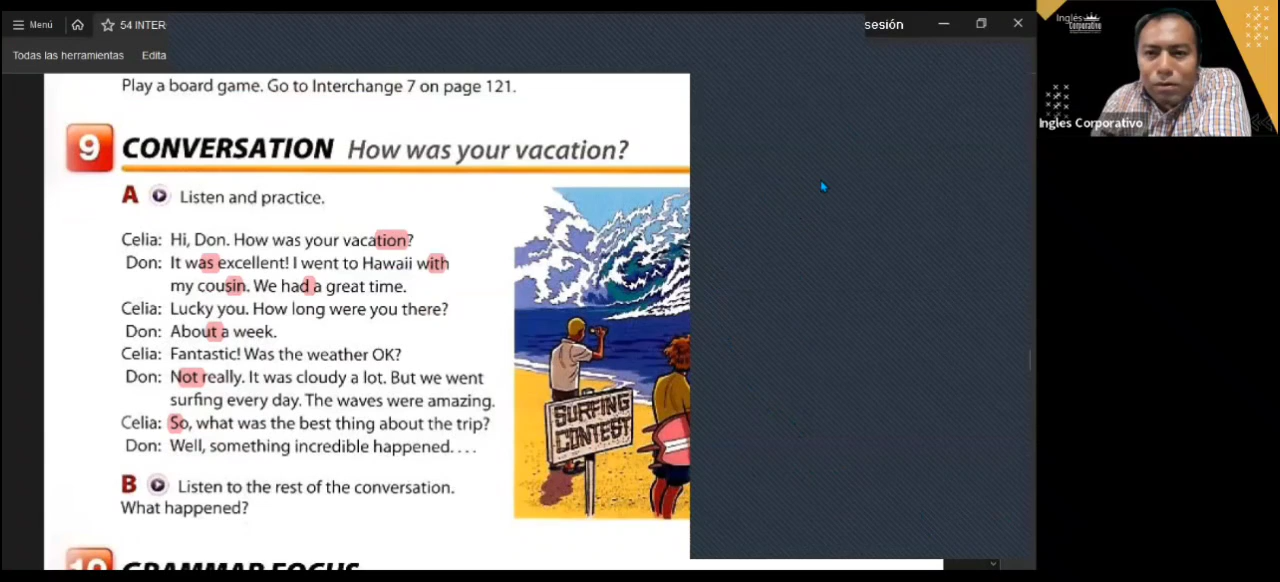 Menú
54 INTER
sesión
Todas las herramientas
Edita
Inglés
Corporativo
Ingles Corporativo
Play a board game. Go to Interchange 7 on page 121.
9 CONVERSATION How was your vacation?
A Listen and practice.
Celia: Hi, Don. How was your vacation?
Don: It was excellent! I went to Hawaii with
my cousin. We had a great time.
Celia: Lucky you. How long were you there?
Don: About a week.
Celia: Fantastic! Was the weather OK?
Don: Not really. It was cloudy a lot. But we went
surfing every day. The waves were amazing.
Celia: So, what was the best thing about the trip?
Don: Well, something incredible happened. . . .
SURFING
CONTEST
B Listen to the rest of the conversation.
What happened?
10 GRAMMAR FOCUS